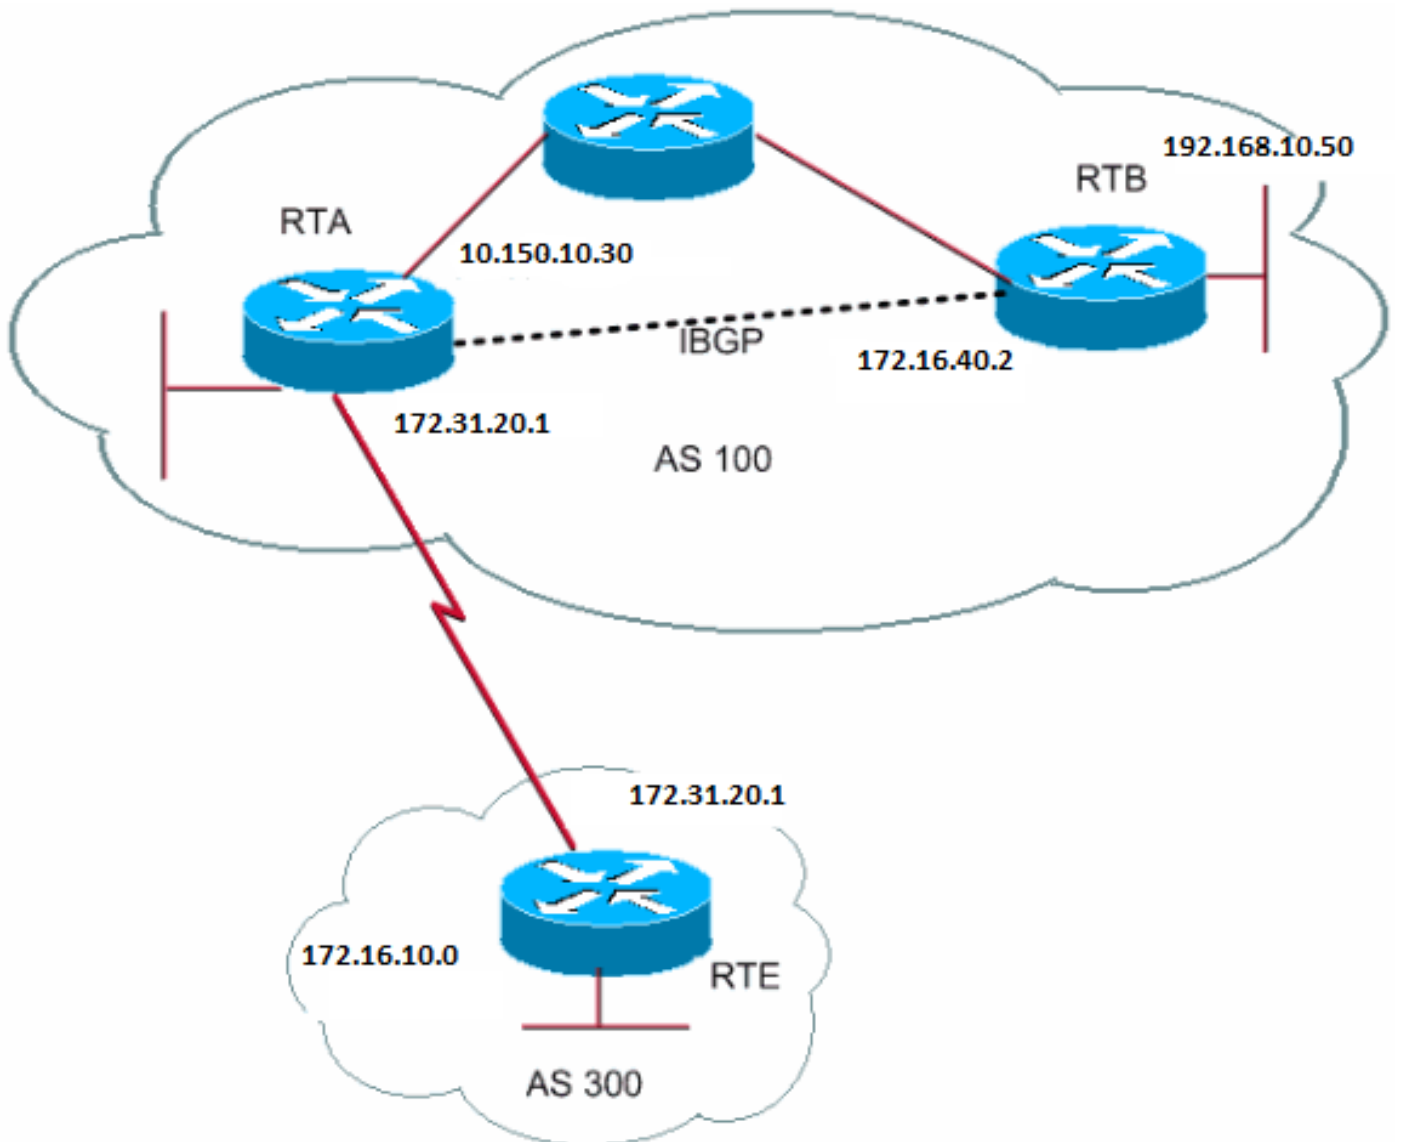 192.168.10.50
RTB
RTA
10.150.10.30
IBGP
172.16.40.2
172.31.20.1
AS 100
172.31.20.1
172.16.10.0
RTE
AS 300